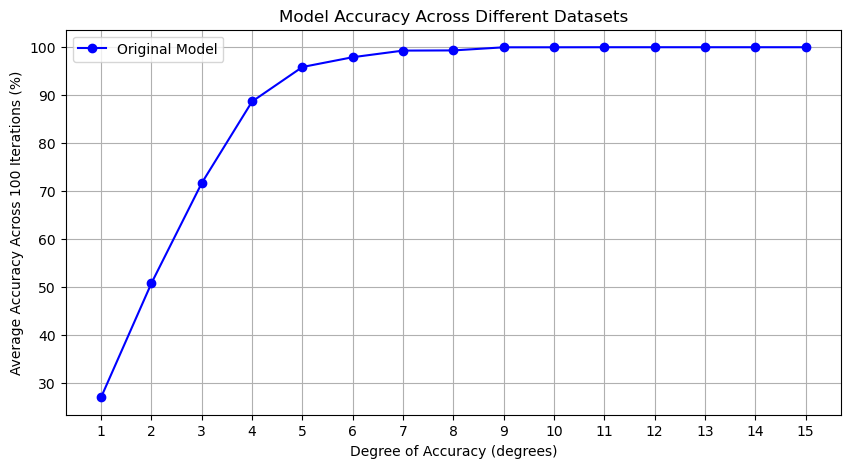 Model Accuracy Across Different Datasets
Original Model
Average Accuracy Across 100 Iterations (%)
100
90
80
70
60
50
40
30
1 2 3 4 5 6 7 8 9 10 11 12 13 14 15
Degree of Accuracy (degrees)